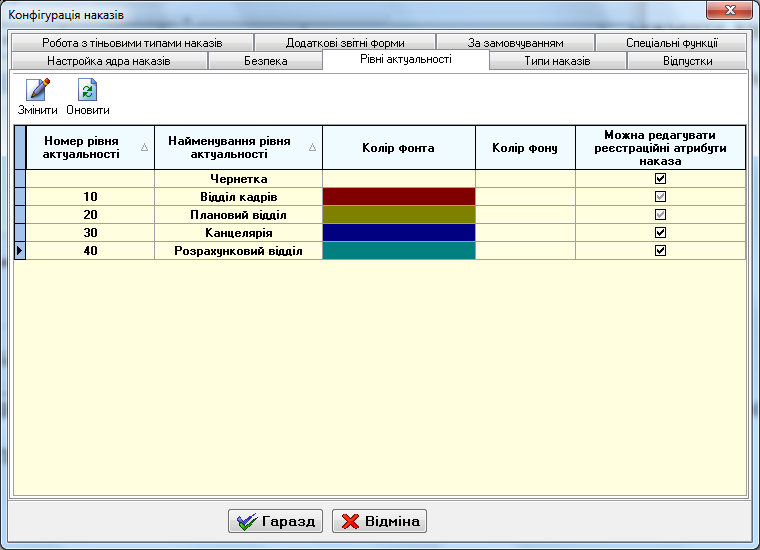 Конфігурація наказів
Робота з тіньовими типами наказів Додаткові звітні форми За замовчуванням Спеціальні функції
Настройка ядра наказів Безпека Рівні актуальності Типи наказів Відпустки
Змінити Оновити
Номер рівня актуальності Найменування рівня актуальності Колір фонта Колір фону Можна редагувати реєстраційні атрибути наказа
Чернетка
10 Відділ кадрів
20 Плановий відділ
30 Канцелярія
40 Розрахунковий відділ
Гаразд Відміна